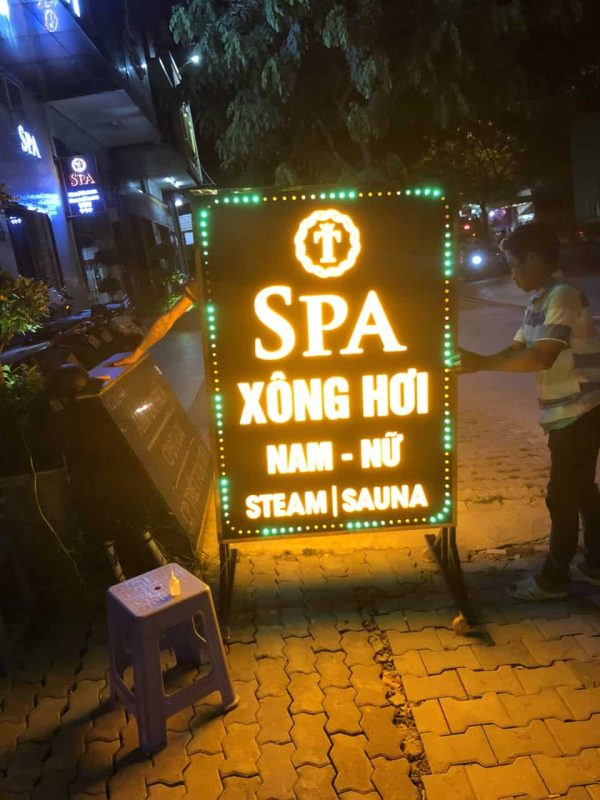 SPA
SPA
T
SPA
XÔNG HƠI
NAM - NỮ
STEAM | SAUNA